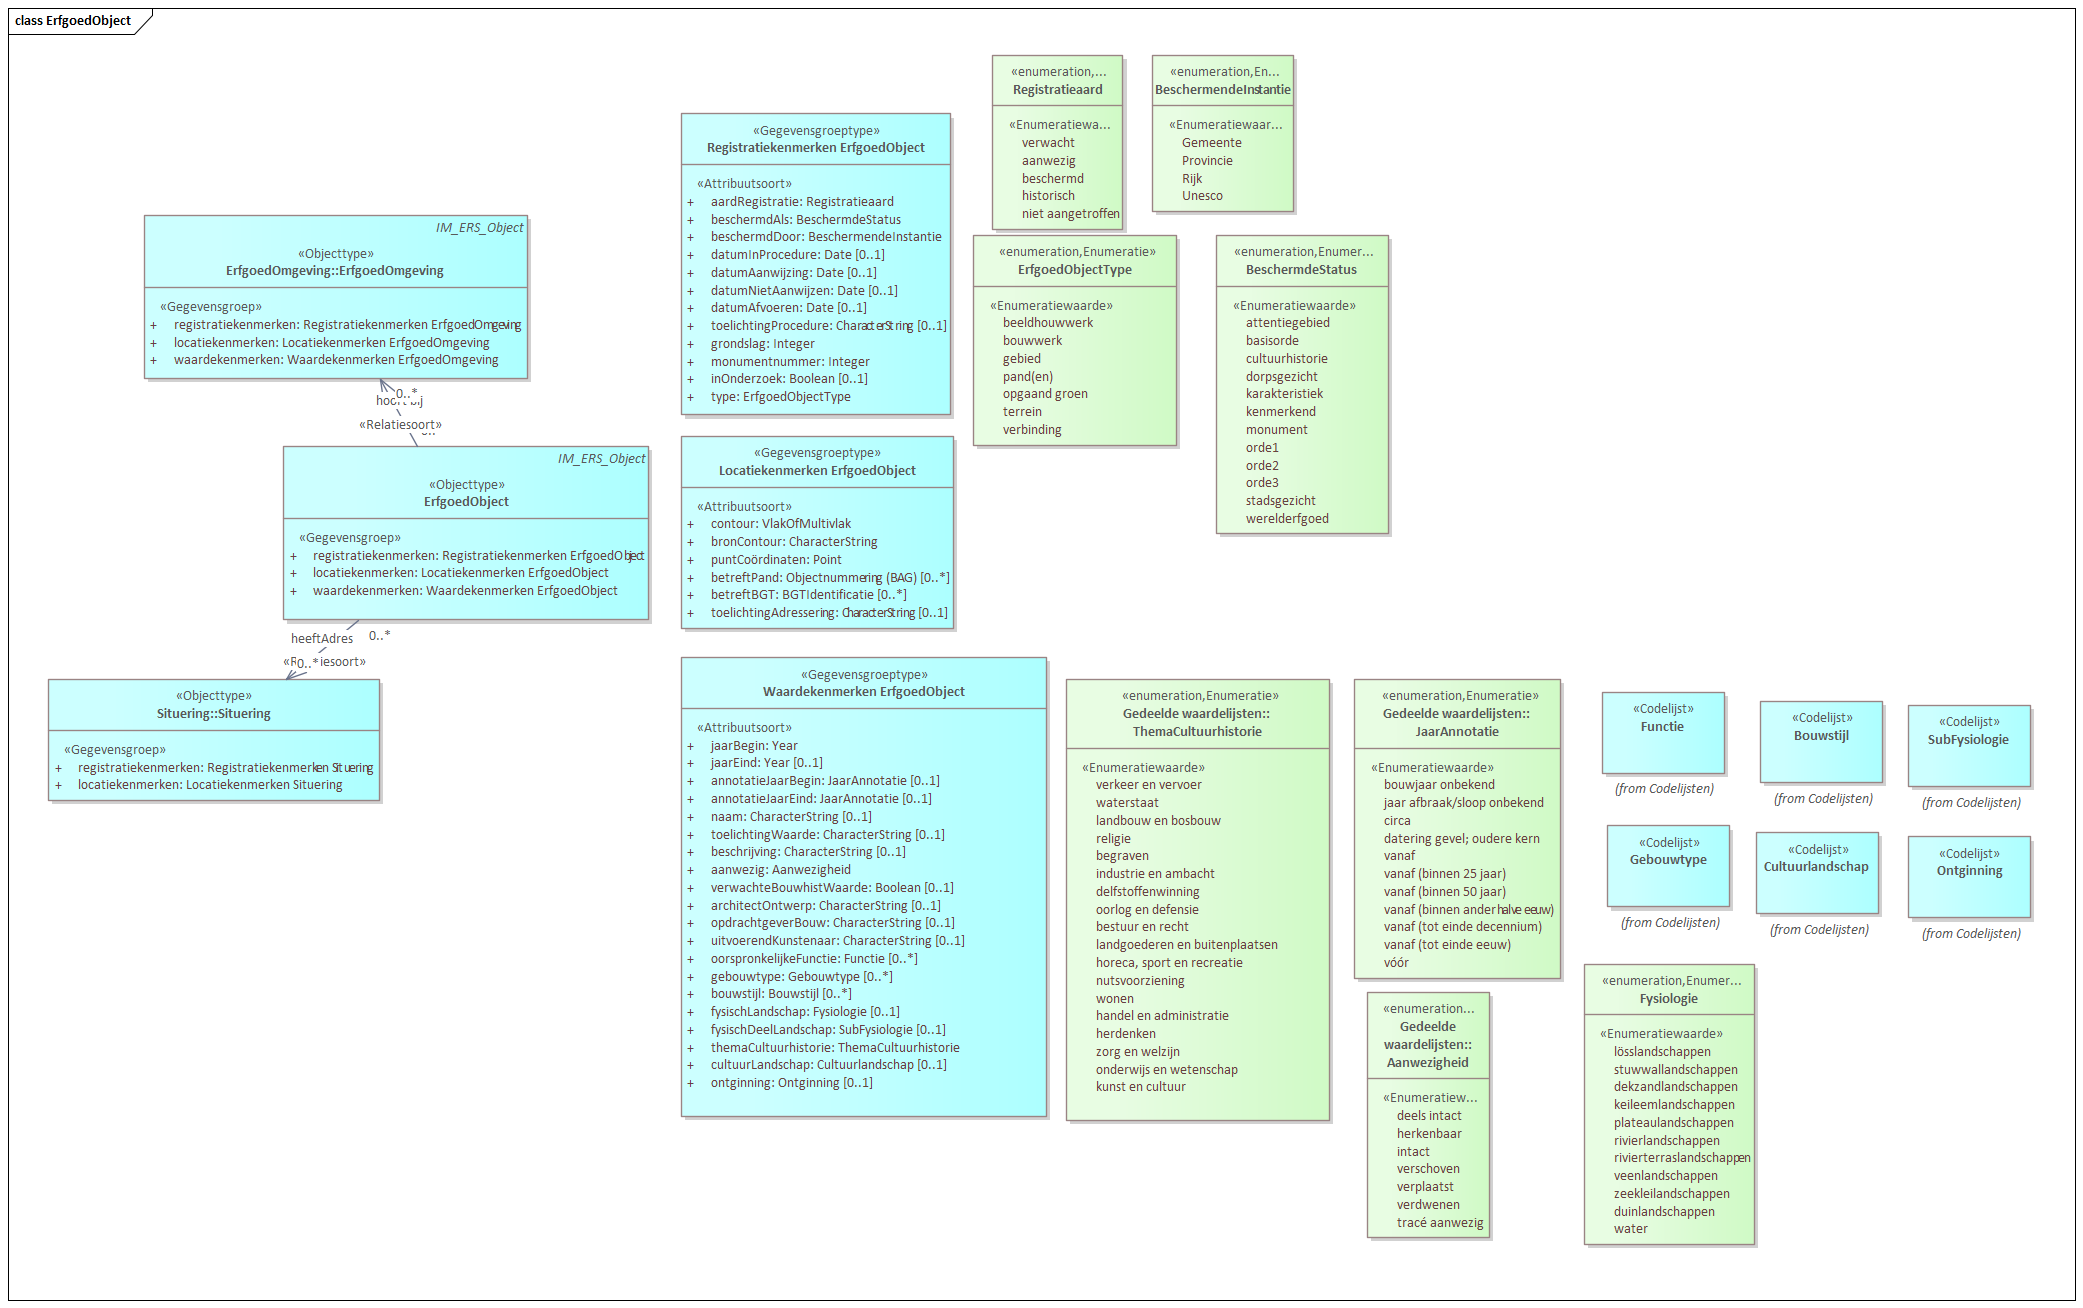 class ErfgoedObject
IM_ERS_Object
«Objecttype»
ErfgoedOmgeving::ErfgoedOmgeving
«Gegevensgroep»
+ registratiekenmerken: Registratiekenmerken ErfgoedOmgeving
+ locatiekenmerken: Locatiekenmerken ErfgoedOmgeving
+ waardekenmerken: Waardekenmerken ErfgoedOmgeving
0..*
«Relatiesoort»
IM_ERS_Object
«Objecttype»
ErfgoedObject
«Gegevensgroep»
+ registratiekenmerken: Registratiekenmerken ErfgoedObject
+ locatiekenmerken: Locatiekenmerken ErfgoedObject
+ waardekenmerken: Waardekenmerken ErfgoedObject
heeftAdres
0..*
0..*
«Objecttype»
Situering::Situering
«Gegevensgroep»
+ registratiekenmerken: Registratiekenmerken Situering
+ locatiekenmerken: Locatiekenmerken Situering
«Gegevensgroeptype»
Registratiekenmerken ErfgoedObject
«Attribuutsoort»
+ aardRegistratie: Registratieaard
+ beschermdAls: BeschermdeStatus
+ beschermdDoor: BeschermendeInstantie
+ datumInProcedure: Date [0..1]
+ datumAanwijzing: Date [0..1]
+ datumNietAanwijzen: Date [0..1]
+ datumAfvoeren: Date [0..1]
+ toelichtingProcedure: CharacterString [0..1]
+ grondslag: Integer
+ monumentnummer: Integer
+ inOnderzoek: Boolean [0..1]
+ type: ErfgoedObjectType
«Gegevensgroeptype»
Locatiekenmerken ErfgoedObject
«Attribuutsoort»
+ contour: VlakOfMultivlak
+ bronContour: CharacterString
+ puntCoördinaten: Point
+ betreftPand: Objectnummering (BAG) [0..*]
+ betreftBGT: BGTIdentificatie [0..*]
+ toelichtingAdressering: CharacterString [0..1]
«Gegevensgroeptype»
Waardekenmerken ErfgoedObject
«Attribuutsoort»
+ jaarBegin: Year
+ jaarEind: Year [0..1]
+ annotatieJaarBegin: JaarAnnotatie [0..1]
+ annotatieJaarEind: JaarAnnotatie [0..1]
+ naam: CharacterString [0..1]
+ toelichtingWaarde: CharacterString [0..1]
+ beschrijving: CharacterString [0..1]
+ aanwezig: Aanwezigheid
+ verwachteBouwhistWaarde: Boolean [0..1]
+ architectOntwerp: CharacterString [0..1]
+ opdrachtgeverBouw: CharacterString [0..1]
+ uitvoerendKunstenaar: CharacterString [0..1]
+ oorspronkelijkeFunctie: Functie [0..*]
+ gebouwtype: Gebouwtype [0..*]
+ bouwstijl: Bouwstijl [0..*]
+ fysischLandschap: Fysiologie [0..1]
+ fysischDeelLandschap: SubFysiologie [0..1]
+ themaCultuurhistorie: ThemaCultuurhistorie
+ cultuurLandschap: Cultuurlandschap [0..1]
+ ontginning: Ontginning [0..1]
«enumeration,...
Registratieaard
«Enumeratiewa...
verwacht
aanwezig
beschermd
historisch
niet aangetroffen
«enumeration,En...
BeschermendeInstantie
«Enumeratiewaar...
Gemeente
Provincie
Rijk
Unesco
«enumeration,Enumeratie»
ErfgoedObjectType
«Enumeratiewaarde»
beeldhouwwerk
bouwwerk
gebied
pand(en)
opgaand groen
terrein
verbinding
«enumeration,Enumer...
BeschermdeStatus
«Enumeratiewaarde»
attentiegebied
basisorde
cultuurhistorie
dorpsgezicht
karakteristiek
kenmerkend
monument
orde1
orde2
orde3
stadsgezicht
werelderfgoed
«enumeration,Enumeratie»
Gedeelde waardelijsten::
ThemaCultuurhistorie
«Enumeratiewaarde»
verkeer en vervoer
waterstaat
landbouw en bosbouw
religie
begraven
industrie en ambacht
delfstoffenwinning
oorlog en defensie
bestuur en recht
landgoederen en buitenplaatsen
horeca, sport en recreatie
nutsvoorziening
wonen
handel en administratie
herdenken
zorg en welzijn
onderwijs en wetenschap
kunst en cultuur
«enumeration,Enumeratie»
Gedeelde waardelijsten::
JaarAnnotatie
«Enumeratiewaarde»
bouwjaar onbekend
jaar afbraak/sloop onbekend
circa
datering gevel; oudere kern
vanaf
vanaf (binnen 25 jaar)
vanaf (binnen 50 jaar)
vanaf (binnen anderhalve eeuw)
vanaf (tot einde decennium)
vanaf (tot einde eeuw)
vóór
«enumeration...
Gedeelde
waardelijsten::
Aanwezigheid
«Enumeratiew...
deels intact
herkenbaar
intact
verschoven
verplaatst
verdwenen
tracé aanwezig
«Codelijst»
Functie
(from Codelijsten)
«Codelijst»
Bouwstijl
(from Codelijsten)
«Codelijst»
SubFysiologie
(from Codelijsten)
«Codelijst»
Gebouwtype
(from Codelijsten)
«Codelijst»
Cultuurlandschap
(from Codelijsten)
«Codelijst»
Ontginning
(from Codelijsten)
«enumeration,Enumer...
Fysiologie
«Enumeratiewaarde»
lösslandschappen
stuwwallandschappen
dekzandlandschappen
keileemlandschappen
plateaulandschappen
rivierlandschappen
rivierterraslandschappen
veenlandschappen
zeekleilandschappen
duinlandschappen
water